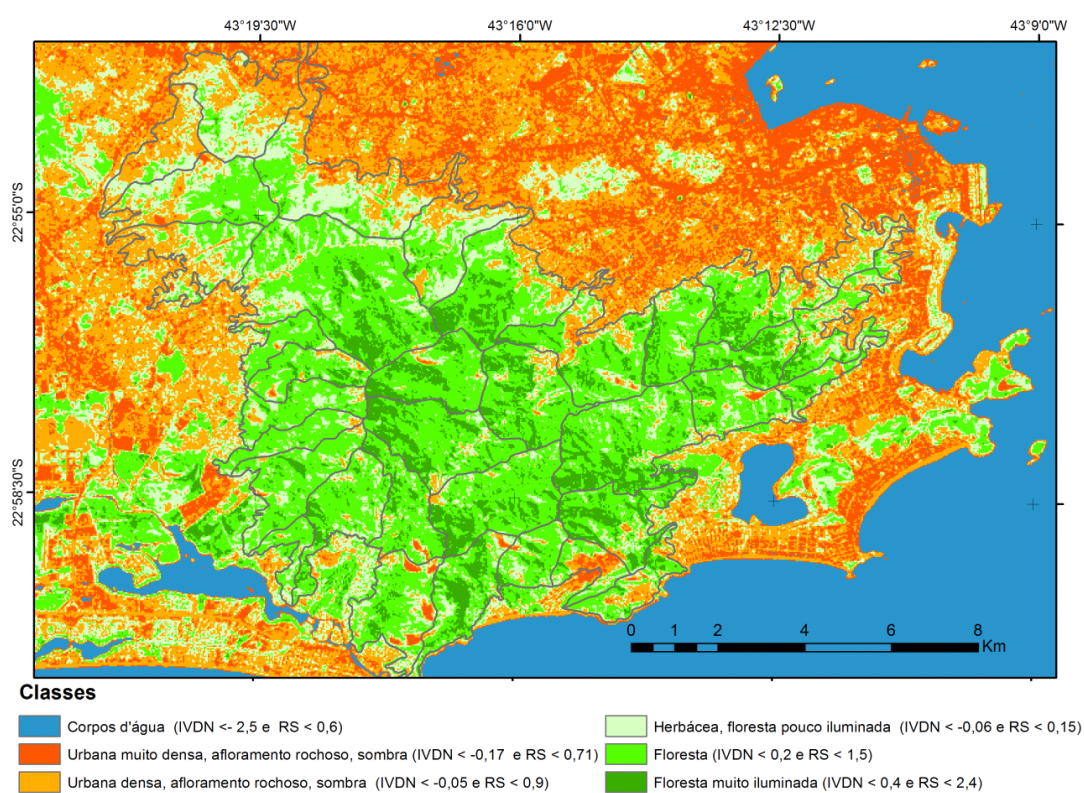 43°19'30"W 43°16'0"W 43°12'30"W 43°9'0"W
22°55'0"S
22°58'30"S
0 1 2 4 6 8
Km
Classes
Corpos d'água (IVDN <- 2,5 e RS < 0,6)
Urbana muito densa, afloramento rochoso, sombra (IVDN < -0,17 e RS < 0,71)
Urbana densa, afloramento rochoso, sombra (IVDN < -0,05 e RS < 0,9)
Herbácea, floresta pouco iluminada (IVDN < -0,06 e RS < 0,15)
Floresta (IVDN < 0,2 e RS < 1,5)
Floresta muito iluminada (IVDN < 0,4 e RS < 2,4)